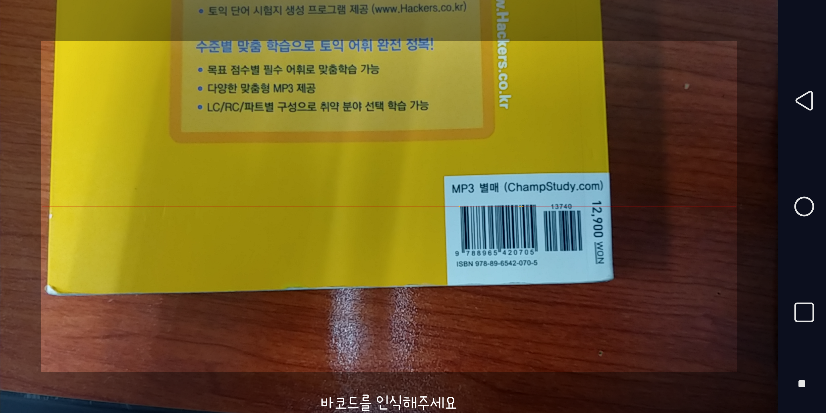 • 토익 단어 시험지 생성 프로그램 제공 (www.Hackers.co.kr)
수준별 맞춤 학습으로 토익 어휘 완전 정복!
• 목표 점수별 필수 어휘로 맞춤학습 가능
• 다양한 맞춤형 MP3 제공
• LC/RC/파트별 구성으로 취약 분야 선택 학습 가능
w.Hackers.co.kr
MP3 별매 (ChampStudy.com)
13740
12,900 WON
9 788965 420705
ISBN 978-89-6542-070-5
바코드를 인식해주세요